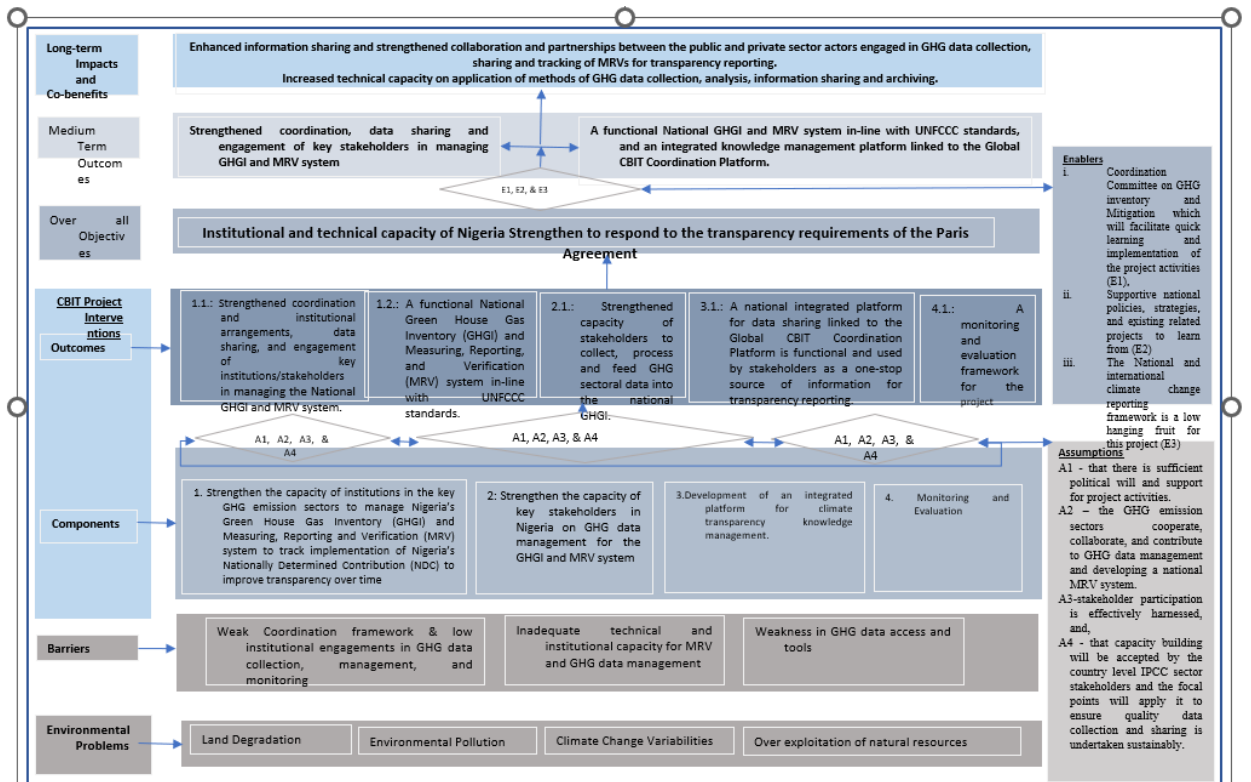 Long-term
Impacts
and
Co-benefits
Enhanced information sharing and strengthened collaboration and partnerships between the public and private sector actors engaged in GHG data collection,
sharing and tracking of MRVs for transparency reporting.
Increased technical capacity on application of methods of GHG data collection, analysis, information sharing and archiving.
Medium
Term
Outcom
es
Strengthened coordination, data sharing and
engagement of key stakeholders in managing
GHGI and MRV system
A functional National GHGI and MRV system in-line with UNFCCC standards,
and an integrated knowledge management platform linked to the Global
CBIT Coordination Platform.
E1, E2, & E3
Over all
Objectiv
es
Institutional and technical capacity of Nigeria Strengthen to respond to the transparency requirements of the Paris
Agreement
Enablers
i. Coordination
Committee on GHG
inventory and
Mitigation which
will facilitate quick
learning and
implementation of
the project activities
(E1),
ii. Supportive national
policies, strategies,
and existing related
projects to learn
from (E2)
iii. The National and
international
climate change
reporting
framework is a low
hanging fruit for
this project (E3)
CBIT Project
Interve
ntions
Outcomes
1.1.: Strengthened coordination
and institutional
arrangements, data
sharing, and engagement
of key
institutions/stakeholders
in managing the National
GHGI and MRV system.
1.2.: A functional National
Green House Gas
Inventory (GHGI) and
Measuring, Reporting,
and Verification
(MRV) system in-line
with UNFCCC
standards.
2.1.: Strengthened
capacity of
stakeholders to
collect, process
and feed GHG
sectoral data into
the national
GHGI.
3.1.: A national integrated platform
for data sharing linked to the
Global CBIT Coordination
Platform is functional and used
by stakeholders as a one-stop
source of information for
transparency reporting.
4.1.: A
monitoring
and
evaluation
framework
for the
project
A1, A2, A3, &
A4
A1, A2, A3, & A4
A1, A2, A3, &
A4
Components
1. Strengthen the capacity of institutions in the key
GHG emission sectors to manage Nigeria's
Green House Gas Inventory (GHGI) and
Measuring, Reporting and Verification (MRV)
system to track implementation of Nigeria's
Nationally Determined Contribution (NDC) to
improve transparency over time
2: Strengthen the capacity of
key stakeholders in
Nigeria on GHG data
management for the
GHGI and MRV system
3.Development of an integrated
platform for climate
transparency knowledge
management.
4. Monitoring and
Evaluation
Assumptions
A1 - that there is sufficient
political will and support
for project activities.
A2 – the GHG emission
sectors cooperate,
collaborate, and contribute
to GHG data management
and developing a national
MRV system.
A3-stakeholder participation
is effectively harnessed,
and,
A4 - that capacity building
will be accepted by the
country level IPCC sector
stakeholders and the focal
points will apply it to
ensure quality data
collection and sharing is
undertaken sustainably.
Barriers
Weak Coordination framework & low
institutional engagements in GHG data
collection, management, and
monitoring
Inadequate technical and
institutional capacity for MRV
and GHG data management
Weakness in GHG data access and
tools
Environmental
Problems
Land Degradation
Environmental Pollution
Climate Change Variabilities
Over exploitation of natural resources